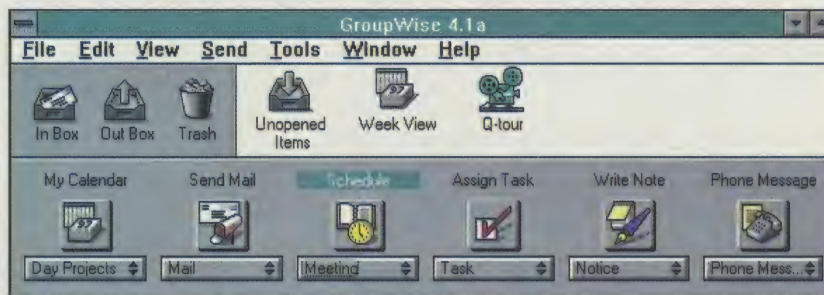 GroupWise 4.1a
File Edit View Send Tools Window Help
In Box Out Box Trash Unopened Items Week View Q-tour
My Calendar Send Mail Schedule Assign Task Write Note Phone Message
97 97
Day Projects Mail Meeting Task Notice Phone Mess...